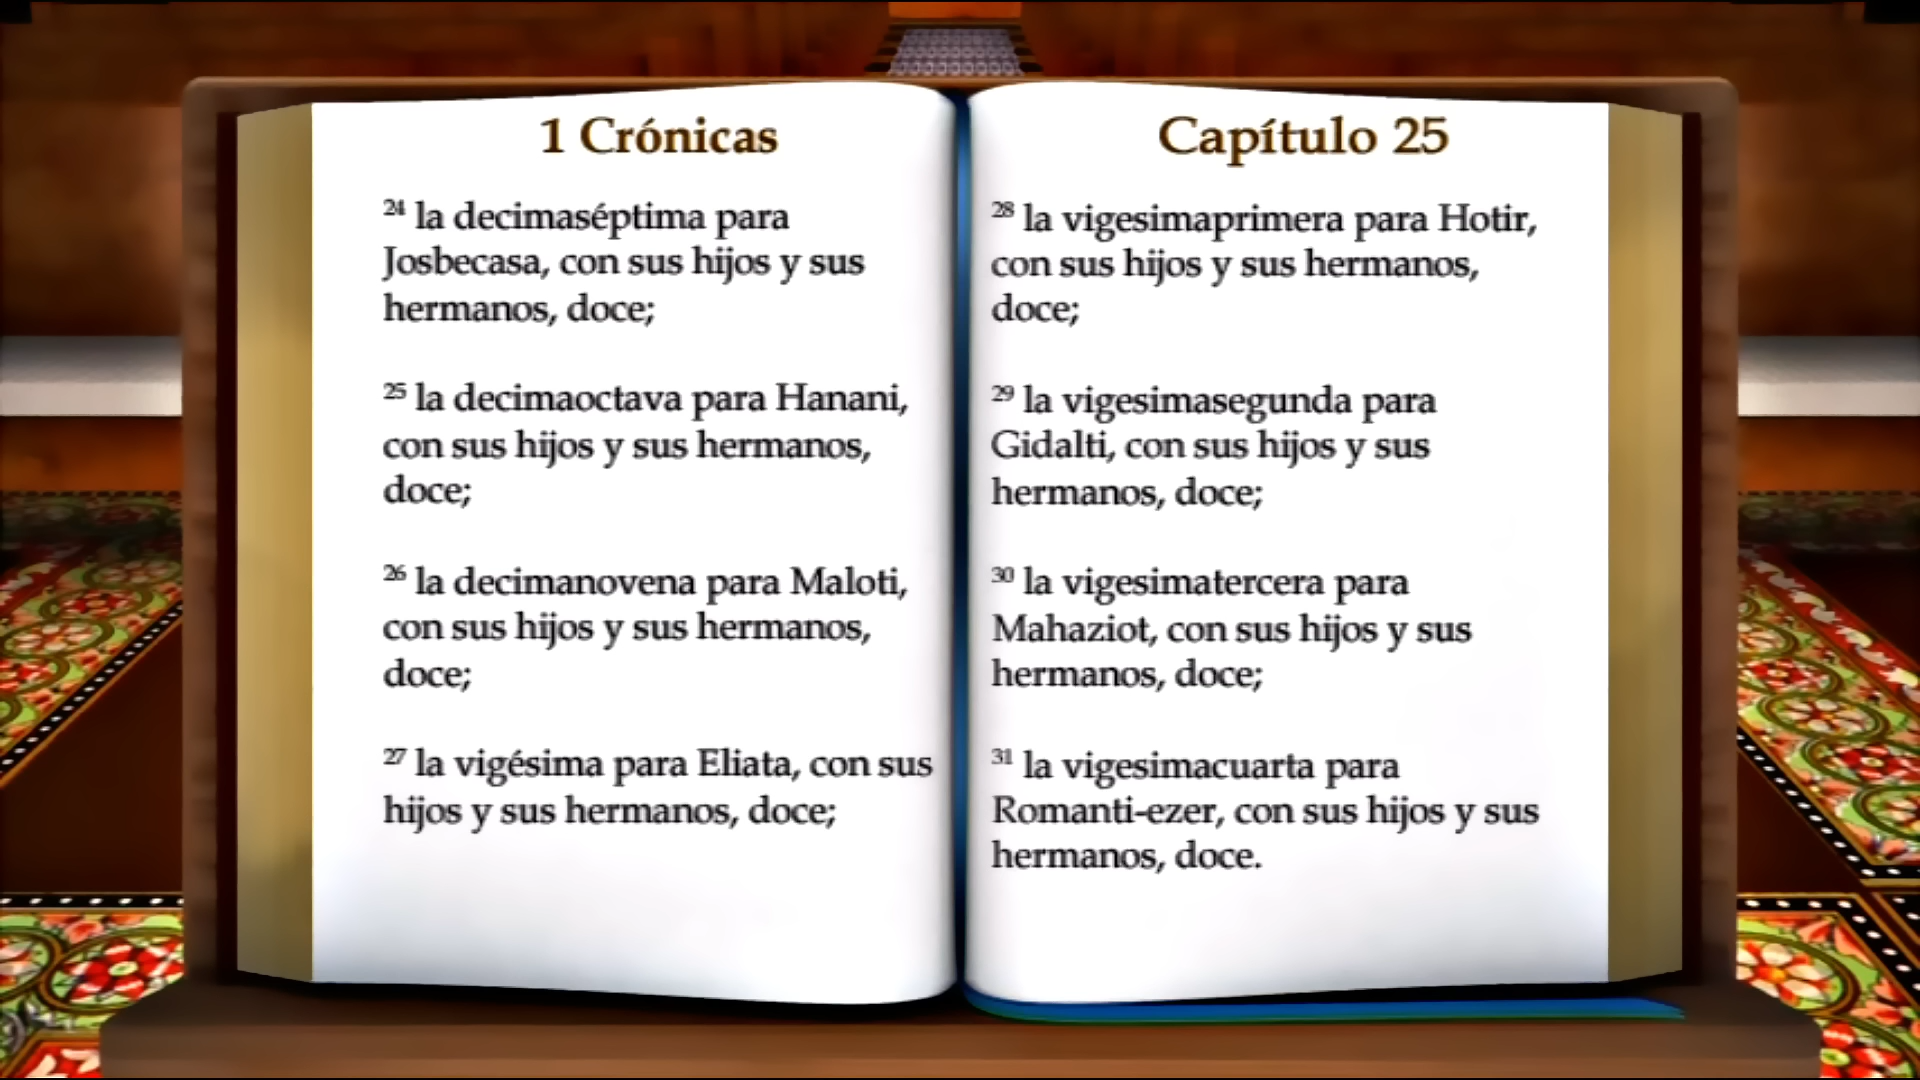 1 Crónicas
24 la decimaséptima para
Josbecasa, con sus hijos y sus
hermanos, doce;
25 la decimaoctava para Hanani,
con sus hijos y sus hermanos,
doce;
26 la decimanovena para Maloti,
con sus hijos y sus hermanos,
doce;
27 la vigésima para Eliata, con sus
hijos y sus hermanos, doce;
Capítulo 25
28 la vigesimaprimera para Hotir,
con sus hijos y sus hermanos,
doce;
29 la vigesimasegunda para
Gidalti, con sus hijos y sus
hermanos, doce;
30 la vigesimatercera para
Mahaziot, con sus hijos y sus
hermanos, doce;
31 la vigesimacuarta para
Romanti-ezer, con sus hijos y sus
hermanos, doce.